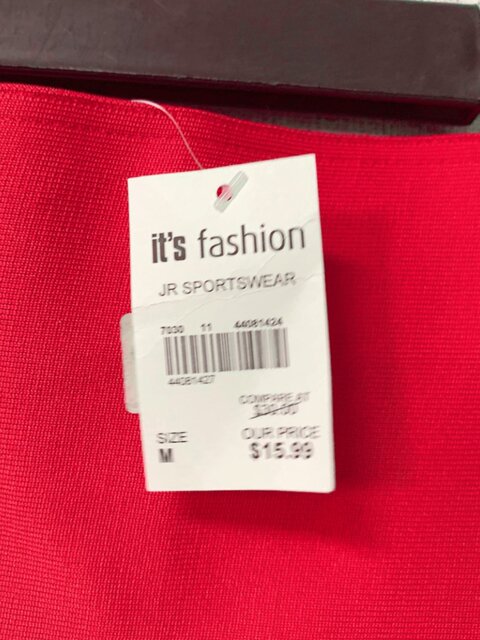 it's fashion
JR SPORTSWEAR
7030 11 44081424
44081427
COMPARE AT
$30.00
SIZE
OUR PRICE
M
$15.99